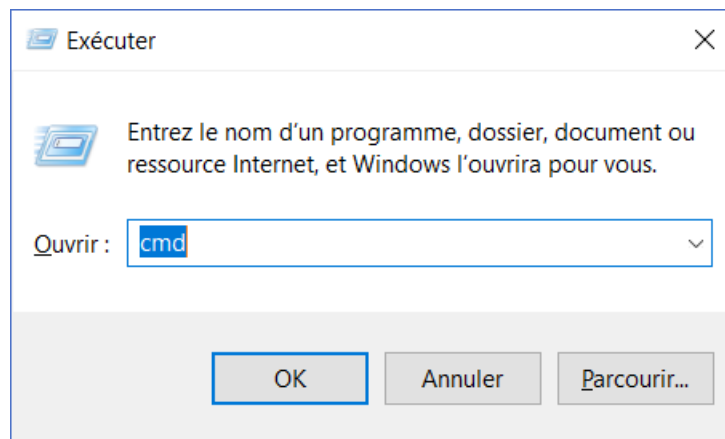 Exécuter
Entrez le nom d’un programme, dossier, document ou
ressource Internet, et Windows l’ouvrira pour vous.
Ouvrir : cmd
OK Annuler Parcourir...